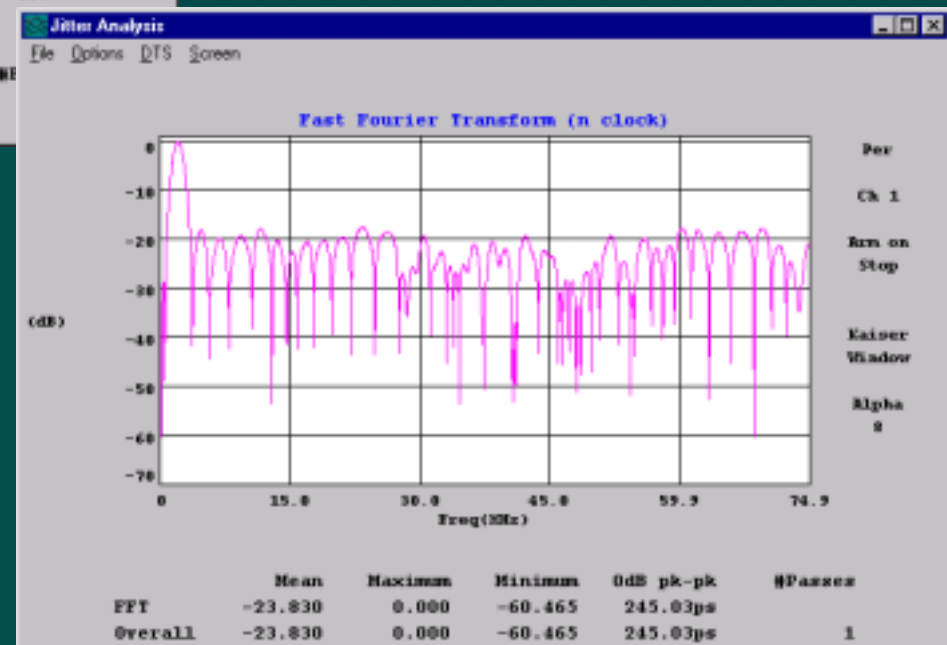 Jitter Analysis
File Options DTS Screen
Fast Fourier Transform (n clock)
0
-10
-20
-30
-40
-50
-60
-70
(dB)
0 15.0 30.0 45.0 59.9 74.9
Freq(MHz)
Per
Ch 1
Arm on
Stop
Kaiser
Window
Alpha
8
Mean Maximum Minimum 0dB pk-pk #Passes
FFT -23.830 0.000 -60.465 245.03ps
Overall -23.830 0.000 -60.465 245.03ps 1